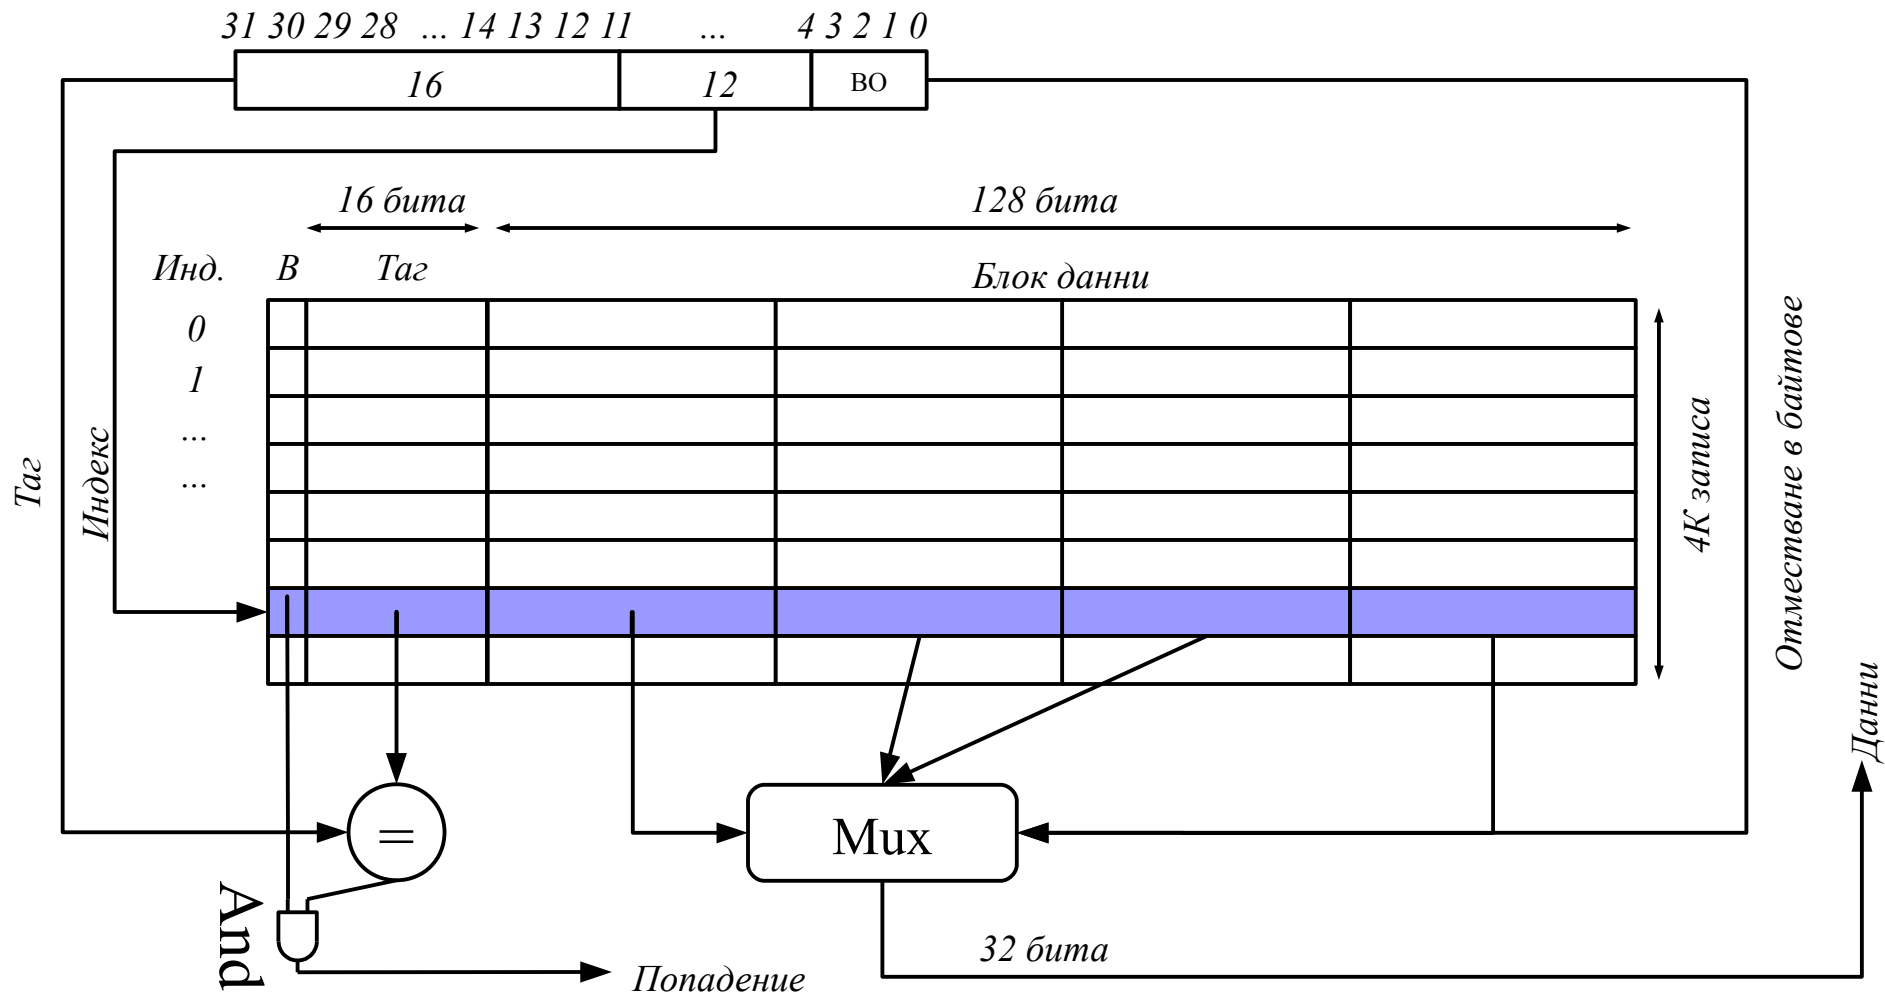 31 30 29 28 ... 14 13 12 11 ... 4 3 2 1 0
16 12 BO
16 бита 128 бита
Инд. В Таг Блок данни
0
1
...
...
Таг
Индекс
4К записа
Отместване в байтове
Данни
=
Mux
And
32 бита
Попадение